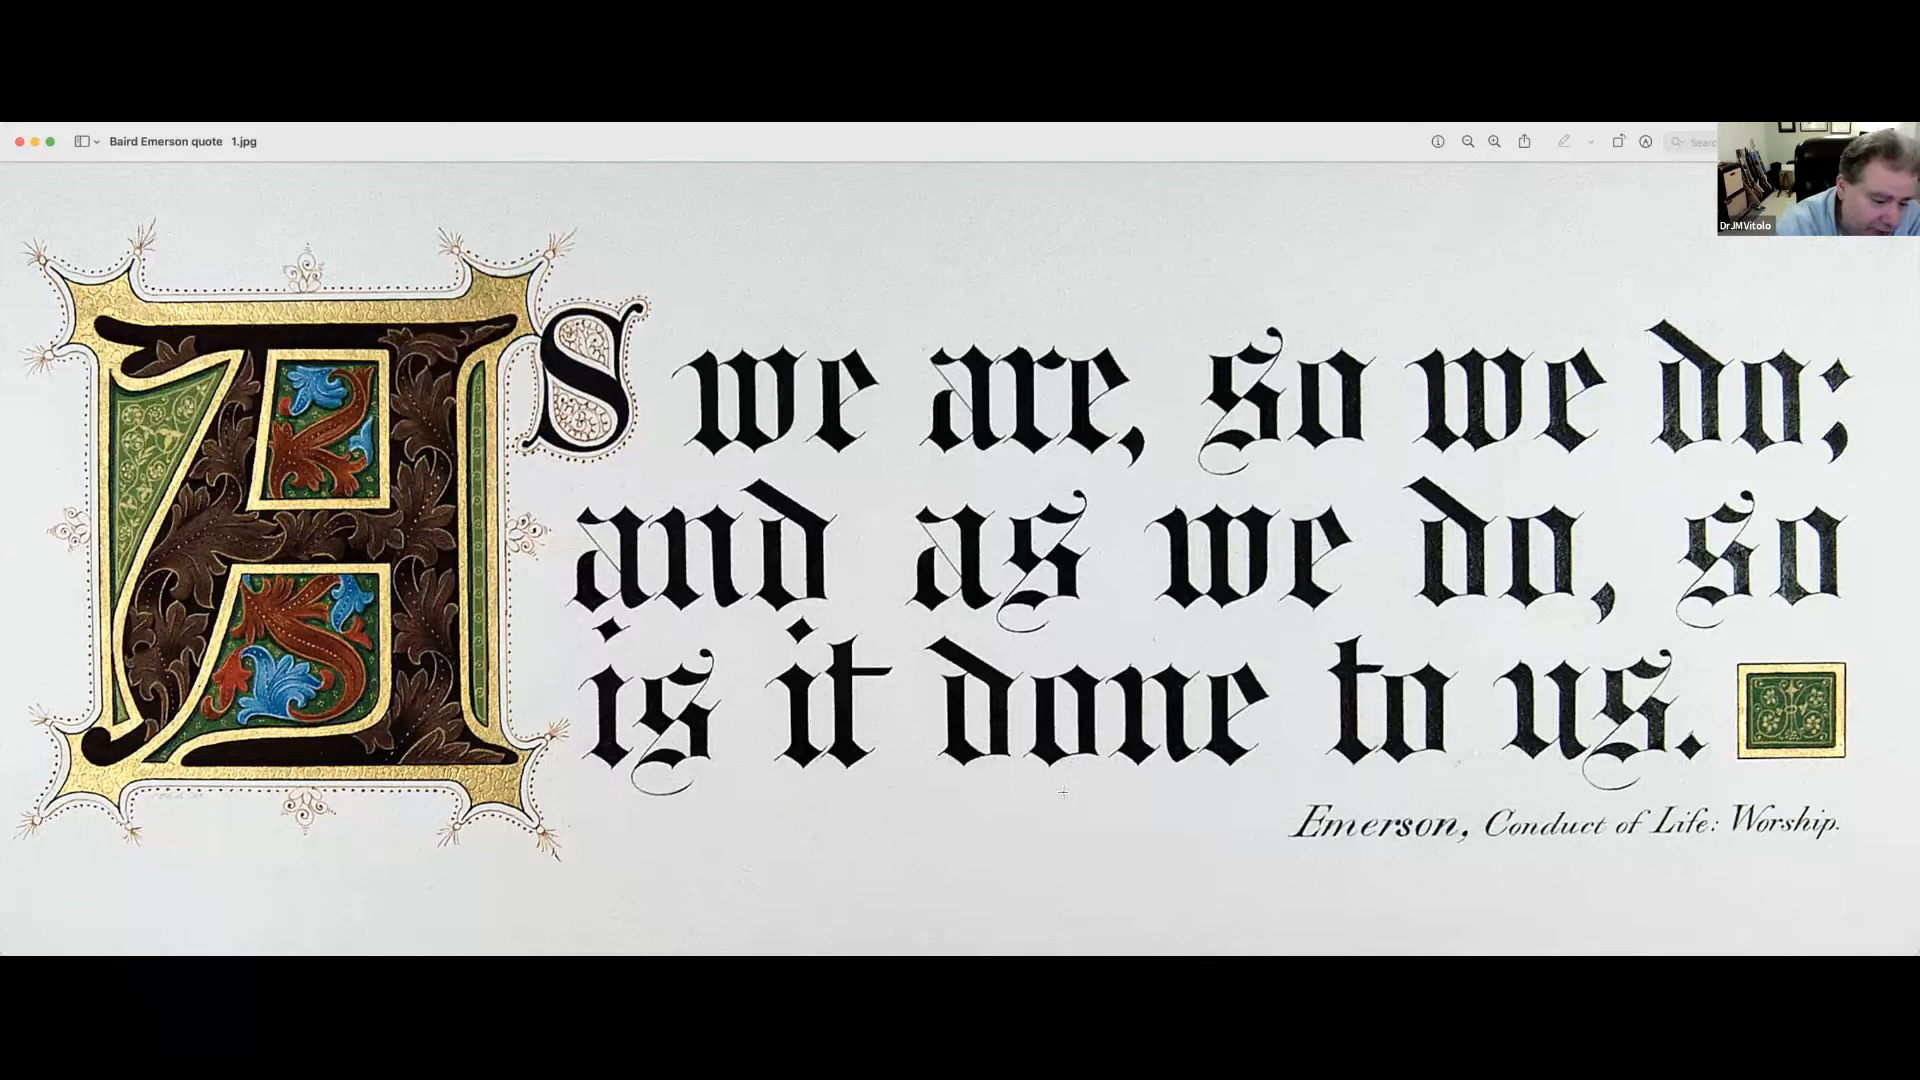 Baird Emerson quote 1.jpg
Searc
DrJMVitolo
As we are, so we do;
and as we do, so
is it done to us.
Emerson, Conduct of Life: Worship.